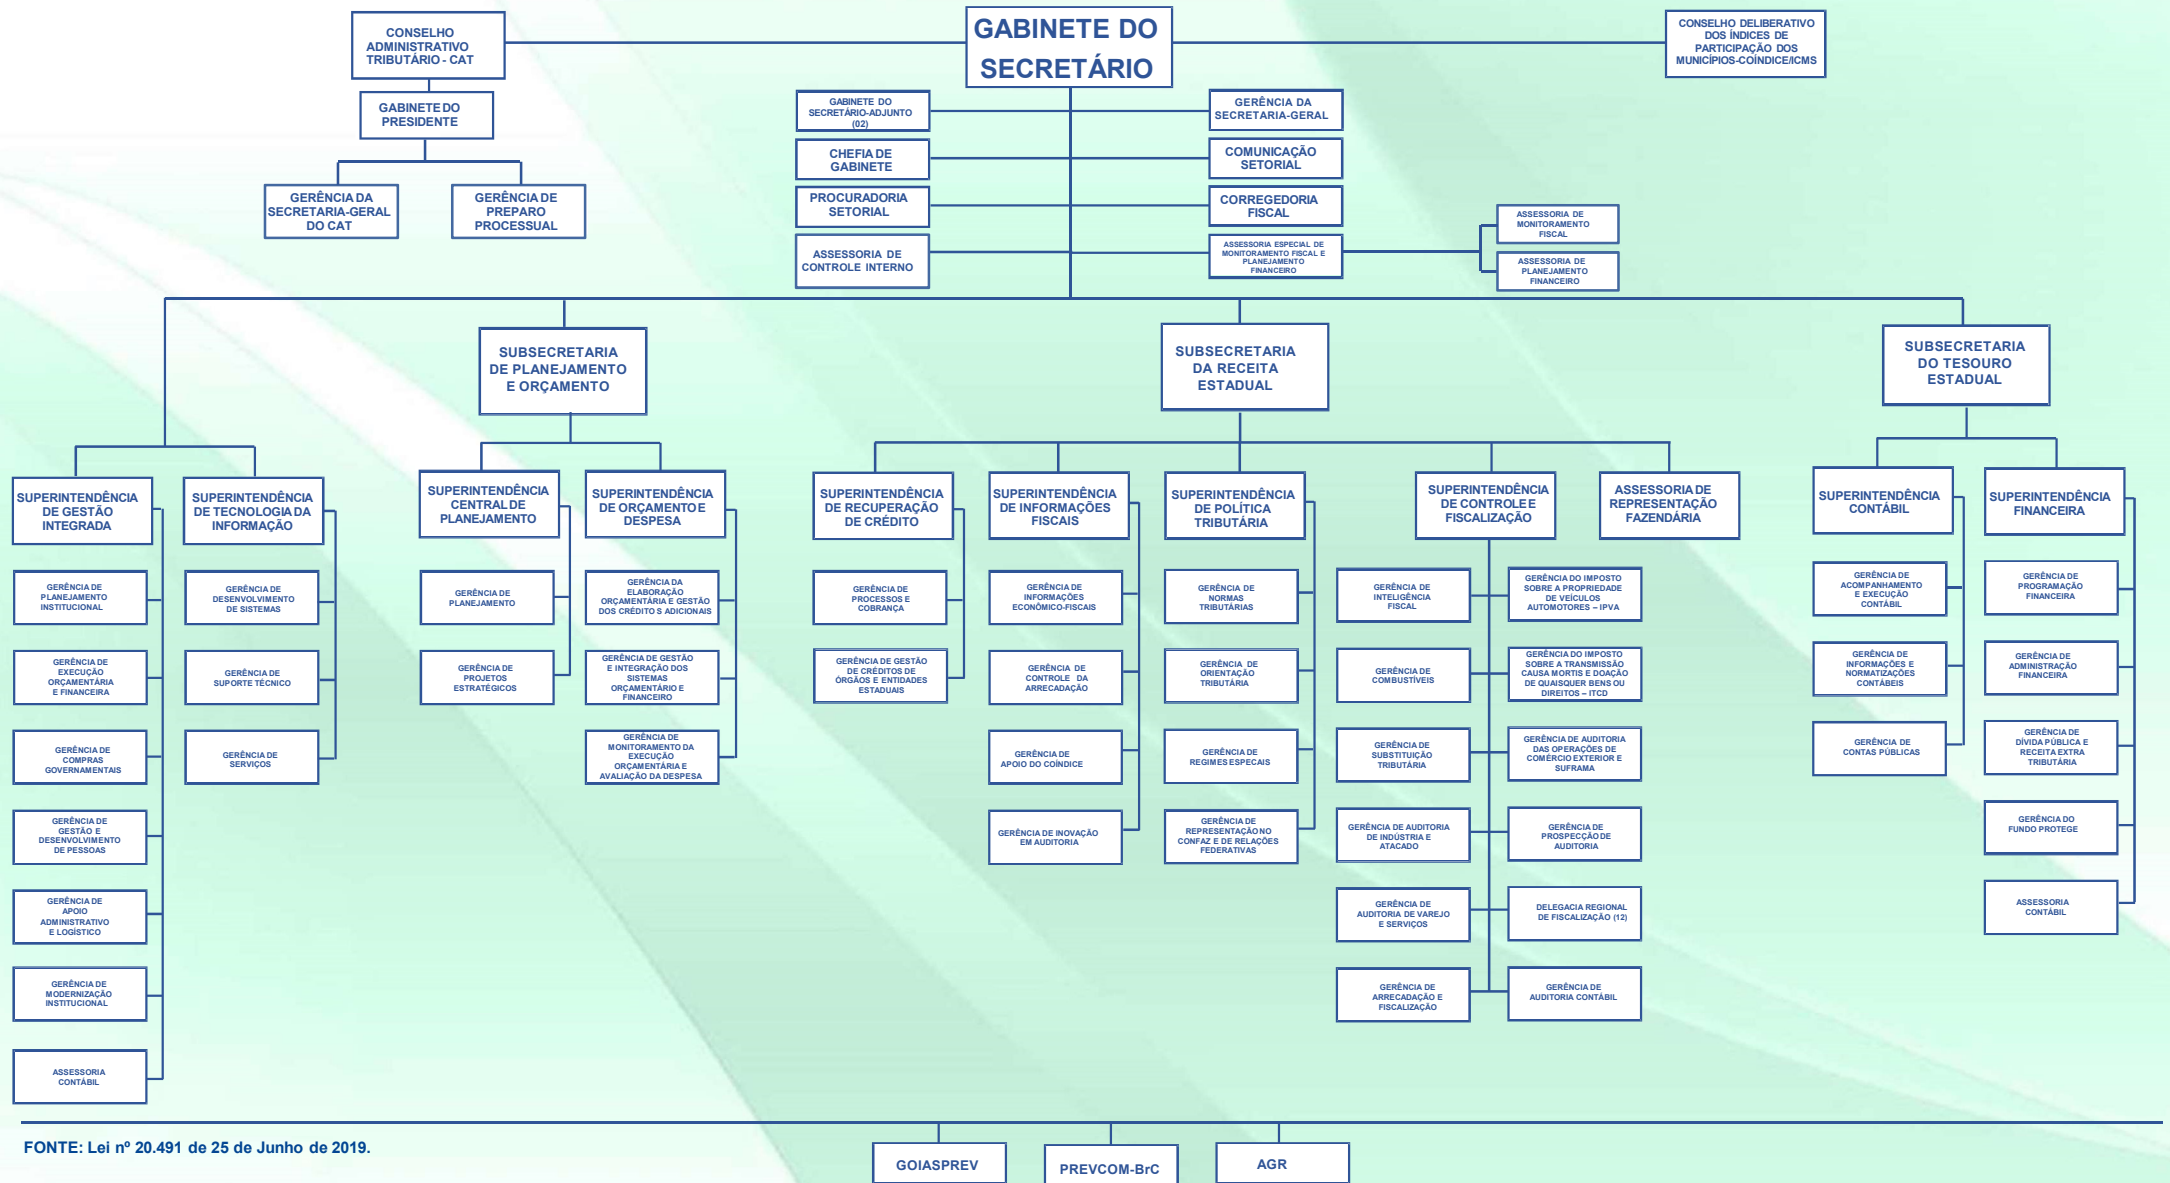 GABINETE DO
SECRETÁRIO
CONSELHO
ADMINISTRATIVO
TRIBUTÁRIO - CAT
CONSELHO DELIBERATIVO
DOS ÍNDICES DE
PARTICIPAÇÃO DOS
MUNICÍPIOS-COÍNDICE/ICMS
GABINETE DO
PRESIDENTE
GERÊNCIA DA
SECRETARIA-GERAL
DO CAT
GERÊNCIA DE
PREPARO
PROCESSUAL
GABINETE DO
SECRETÁRIO-ADJUNTO
(02)
GERÊNCIA DA
SECRETARIA-GERAL
CHEFIA DE
GABINETE
COMUNICAÇÃO
SETORIAL
PROCURADORIA
SETORIAL
CORREGEDORIA
FISCAL
ASSESSORIA DE
CONTROLE INTERNO
ASSESSORIA ESPECIAL DE
MONITORAMENTO FISCAL E
PLANEJAMENTO
FINANCEIRO
ASSESSORIA DE
MONITORAMENTO
FISCAL
ASSESSORIA DE
PLANEJAMENTO
FINANCEIRO
SUBSECRETARIA
DE PLANEJAMENTO
E ORÇAMENTO
SUBSECRETARIA
DA RECEITA
ESTADUAL
SUBSECRETARIA
DO TESOURO
ESTADUAL
SUPERINTENDÊNCIA
DE GESTÃO
INTEGRADA
GERÊNCIA DE
PLANEJAMENTO
INSTITUCIONAL
GERÊNCIA DE
EXECUÇÃO
ORÇAMENTÁRIA
E FINANCEIRA
GERÊNCIA DE
COMPRAS
GOVERNAMENTAIS
GERÊNCIA DE
GESTÃO E
DESENVOLVIMENTO
DE PESSOAS
GERÊNCIA DE
APOIO
ADMINISTRATIVO
E LOGÍSTICO
GERÊNCIA DE
MODERNIZAÇÃO
INSTITUCIONAL
ASSESSORIA
CONTÁBIL
SUPERINTENDÊNCIA
DE TECNOLOGIA DA
INFORMAÇÃO
GERÊNCIA DE
DESENVOLVIMENTO
DE SISTEMAS
GERÊNCIA DE
SUPORTE TÉCNICO
GERÊNCIA DE
SERVIÇOS
SUPERINTENDÊNCIA
CENTRAL DE
PLANEJAMENTO
GERÊNCIA DE
PLANEJAMENTO
GERÊNCIA DE
PROJETOS
ESTRATÉGICOS
SUPERINTENDÊNCIA
DE ORÇAMENTO E
DESPESA
GERÊNCIA DA
ELABORAÇÃO
ORÇAMENTÁRIA E GESTÃO
DOS CRÉDITO S ADICIONAIS
GERÊNCIA DE GESTÃO
E INTEGRAÇÃO DOS
SISTEMAS
ORÇAMENTÁRIO E
FINANCEIRO
GERÊNCIA DE
MONITORAMENTO DA
EXECUÇÃO
ORÇAMENTÁRIA E
AVALIAÇÃO DA DESPESA
SUPERINTENDÊNCIA
DE RECUPERAÇÃO
DE CRÉDITO
GERÊNCIA DE
PROCESSOS E
COBRANÇA
GERÊNCIA DE GESTÃO
DE CRÉDITOS DE
ÓRGÃOS E ENTIDADES
ESTADUAIS
SUPERINTENDÊNCIA
DE INFORMAÇÕES
FISCAIS
GERÊNCIA DE
INFORMAÇÕES
ECONÔMICO-FISCAIS
GERÊNCIA DE
CONTROLE DA
ARRECADAÇÃO
GERÊNCIA DE
APOIO DO COÍNDICE
GERÊNCIA DE INOVAÇÃO
EM AUDITORIA
SUPERINTENDÊNCIA
DE POLÍTICA
TRIBUTÁRIA
GERÊNCIA DE
NORMAS
TRIBUTÁRIAS
GERÊNCIA DE
ORIENTAÇÃO
TRIBUTÁRIA
GERÊNCIA DE
REGIMES ESPECAIS
GERÊNCIA DE
REPRESENTAÇÃO NO
CONFAZ E DE RELAÇÕES
FEDERATIVAS
SUPERINTENDÊNCIA
DE CONTROLE E
FISCALIZAÇÃO
GERÊNCIA DE
INTELIGÊNCIA
FISCAL
GERÊNCIA DO IMPOSTO
SOBRE A PROPRIEDADE
DE VEÍCULOS
AUTOMOTORES – IPVA
GERÊNCIA DE
COMBUSTÍVEIS
GERÊNCIA DO IMPOSTO
SOBRE A TRANSMISSÃO
CAUSA MORTIS E DOAÇÃO
DE QUAISQUER BENS OU
DIREITOS – ITCD
GERÊNCIA DE
SUBSTITUIÇÃO
TRIBUTÁRIA
GERÊNCIA DE AUDITORIA
DAS OPERAÇÕES DE
COMÉRCIO EXTERIOR E
SUFRAMA
GERÊNCIA DE AUDITORIA
DE INDÚSTRIA E
ATACADO
GERÊNCIA DE
PROSPECÇÃO DE
AUDITORIA
GERÊNCIA DE
AUDITORIA DE VAREJO
E SERVIÇOS
DELEGACIA REGIONAL
DE FISCALIZAÇÃO (12)
GERÊNCIA DE
ARRECADAÇÃO E
FISCALIZAÇÃO
GERÊNCIA DE
AUDITORIA CONTÁBIL
ASSESSORIA DE
REPRESENTAÇÃO
FAZENDÁRIA
SUPERINTENDÊNCIA
CONTÁBIL
GERÊNCIA DE
ACOMPANHAMENTO
E EXECUÇÃO
CONTÁBIL
GERÊNCIA DE
INFORMAÇÕES E
NORMATIZAÇÕES
CONTÁBEIS
GERÊNCIA DE
CONTAS PÚBLICAS
SUPERINTENDÊNCIA
FINANCEIRA
GERÊNCIA DE
PROGRAMAÇÃO
FINANCEIRA
GERÊNCIA DE
ADMINISTRAÇÃO
FINANCEIRA
GERÊNCIA DE
DÍVIDA PÚBLICA E
RECEITA EXTRA
TRIBUTÁRIA
GERÊNCIA DO
FUNDO PROTEGE
ASSESSORIA
CONTÁBIL
FONTE: Lei nº 20.491 de 25 de Junho de 2019.
GOIASPREV
PREVCOM-BrC
AGR